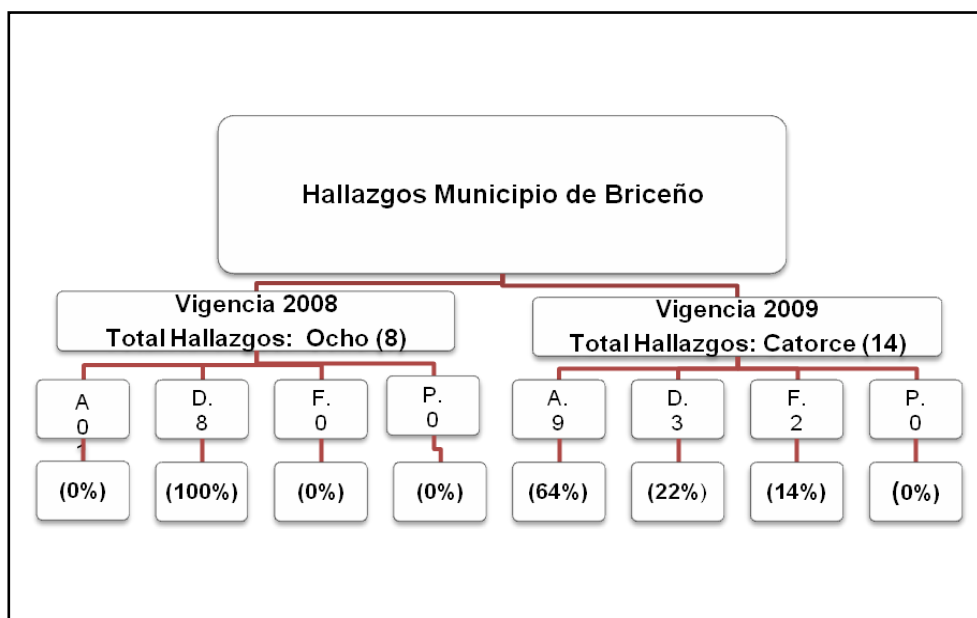 Hallazgos Municipio de Briceño
Vigencia 2008
Total Hallazgos: Ocho (8)
Vigencia 2009
Total Hallazgos: Catorce (14)
A
0
D.
8
F.
0
P.
0
A.
9
D.
3
F.
2
P.
0
(0%)
(100%)
(0%)
(0%)
(64%)
(22%)
(14%)
(0%)